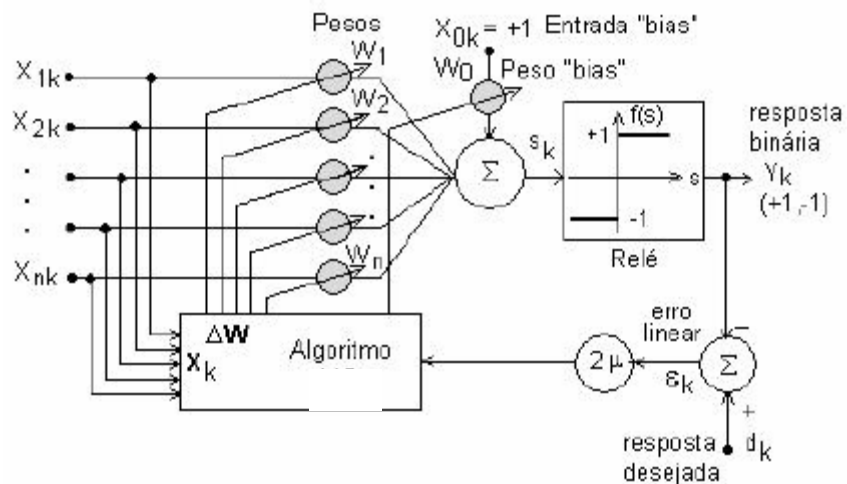 Pesos
X0k = +1 Entrada "bias"
W1
W0 Peso "bias"
X1k
W2
X2k
f(s)
+1
-1
s
sk
Σ
resposta
binária
Yk
(+1,-1)
Relé
Wn
Xnk
ΔW
Xk
Algoritmo
erro
linear
−
2μ
εk
Σ
+
dk
resposta
desejada